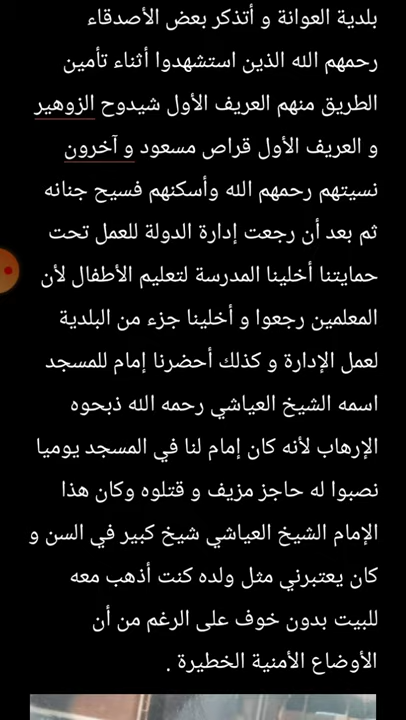 بلدية العوانة و أتذكر بعض الأصدقاء
رحمهم الله الذين استشهدوا أثناء تأمين
الطريق منهم العريف الأول شيدوح الزوهير
و العريف الأول قراص مسعود و آخرون
نسيتهم رحمهم الله وأسكنهم فسيح جنانه
ثم بعد أن رجعت إدارة الدولة للعمل تحت
حمايتنا أخلينا المدرسة لتعليم الأطفال لأن
المعلمين رجعوا و أخلينا جزء من البلدية
لعمل الإدارة و كذلك أحضرنا إمام للمسجد
اسمه الشيخ العياشي رحمه الله ذبحوه
الإرهاب لأنه كان إمام لنا في المسجد يوميا
نصبوا له حاجز مزيف و قتلوه وكان هذا
الإمام الشيخ العياشي شيخ كبير في السن و
كان يعتبرني مثل ولده كنت أذهب معه
للبيت بدون خوف على الرغم من أن
الأوضاع الأمنية الخطيرة .